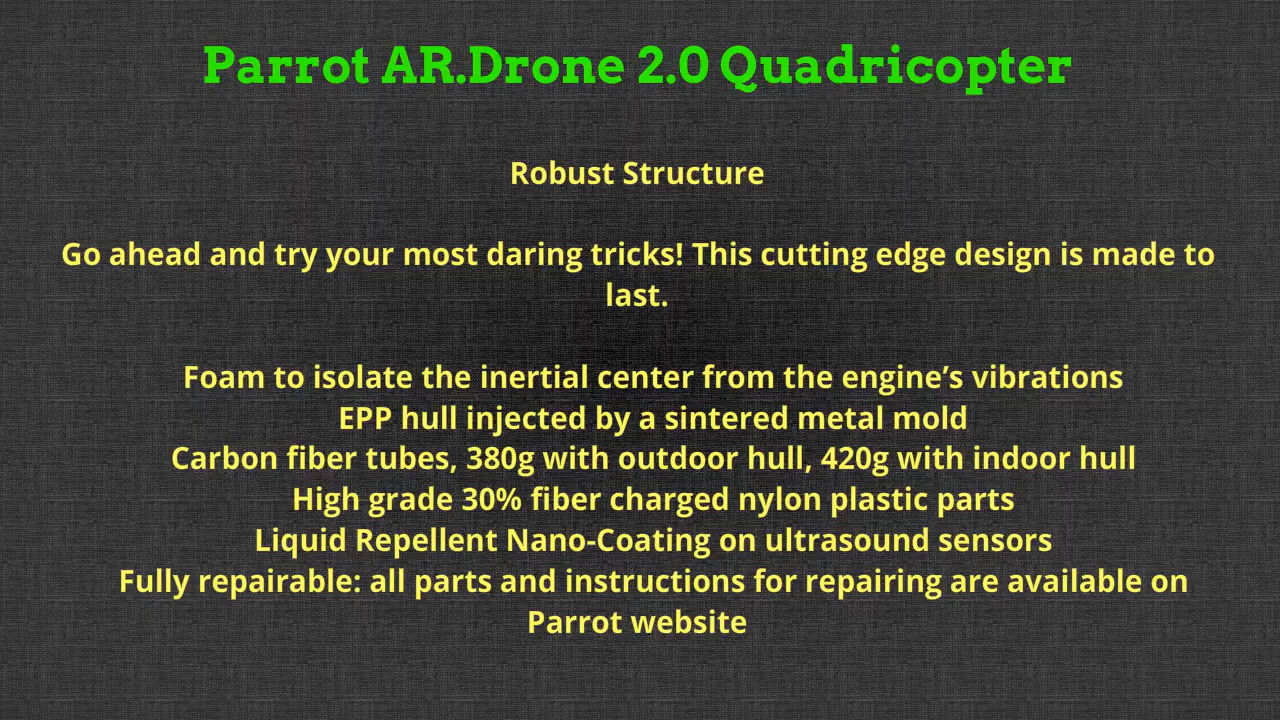 Parrot AR.Drone 2.0 Quadricopter
Robust Structure
Go ahead and try your most daring tricks! This cutting edge design is made to
last.
Foam to isolate the inertial center from the engine’s vibrations
EPP hull injected by a sintered metal mold
Carbon fiber tubes, 380g with outdoor hull, 420g with indoor hull
High grade 30% fiber charged nylon plastic parts
Liquid Repellent Nano-Coating on ultrasound sensors
Fully repairable: all parts and instructions for repairing are available on
Parrot website